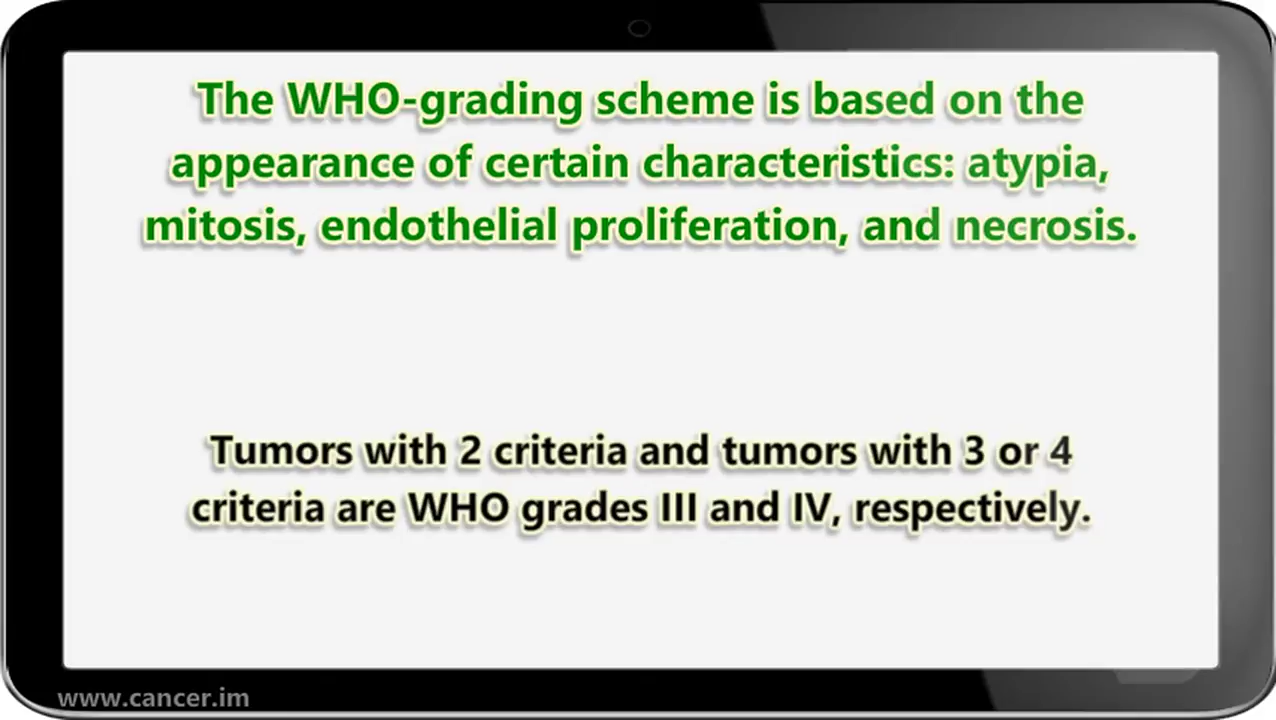 The WHO-grading scheme is based on the
appearance of certain characteristics: atypia,
mitosis, endothelial proliferation, and necrosis.
Tumors with 2 criteria and tumors with 3 or 4
criteria are WHO grades III and IV, respectively.
www.cancer.im